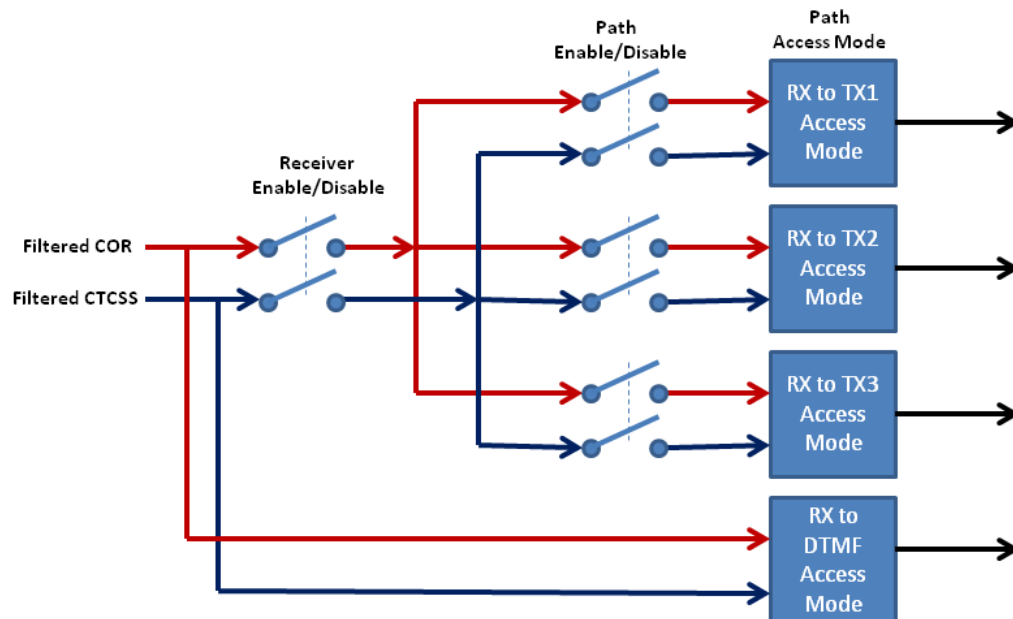 Path
Enable/Disable
Path
Access Mode
RX to TX1
Access
Mode
Receiver
Enable/Disable
Filtered COR
Filtered CTCSS
RX to TX2
Access
Mode
RX to TX3
Access
Mode
RX to
DTMF
Access
Mode